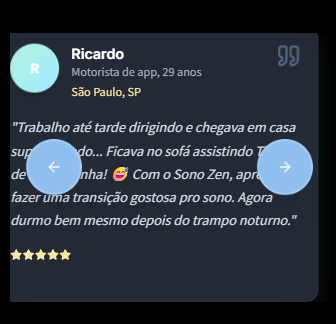 R
Ricardo
Motorista de app, 29 anos
São Paulo, SP
"Trabalho até tarde dirigindo e chegava em casa
Ficava no sofá assistindo
de 😅 Com o Sono Zen,
fazer uma transição gostosa pro sono. Agora
durmo bem mesmo depois do trampo noturno."